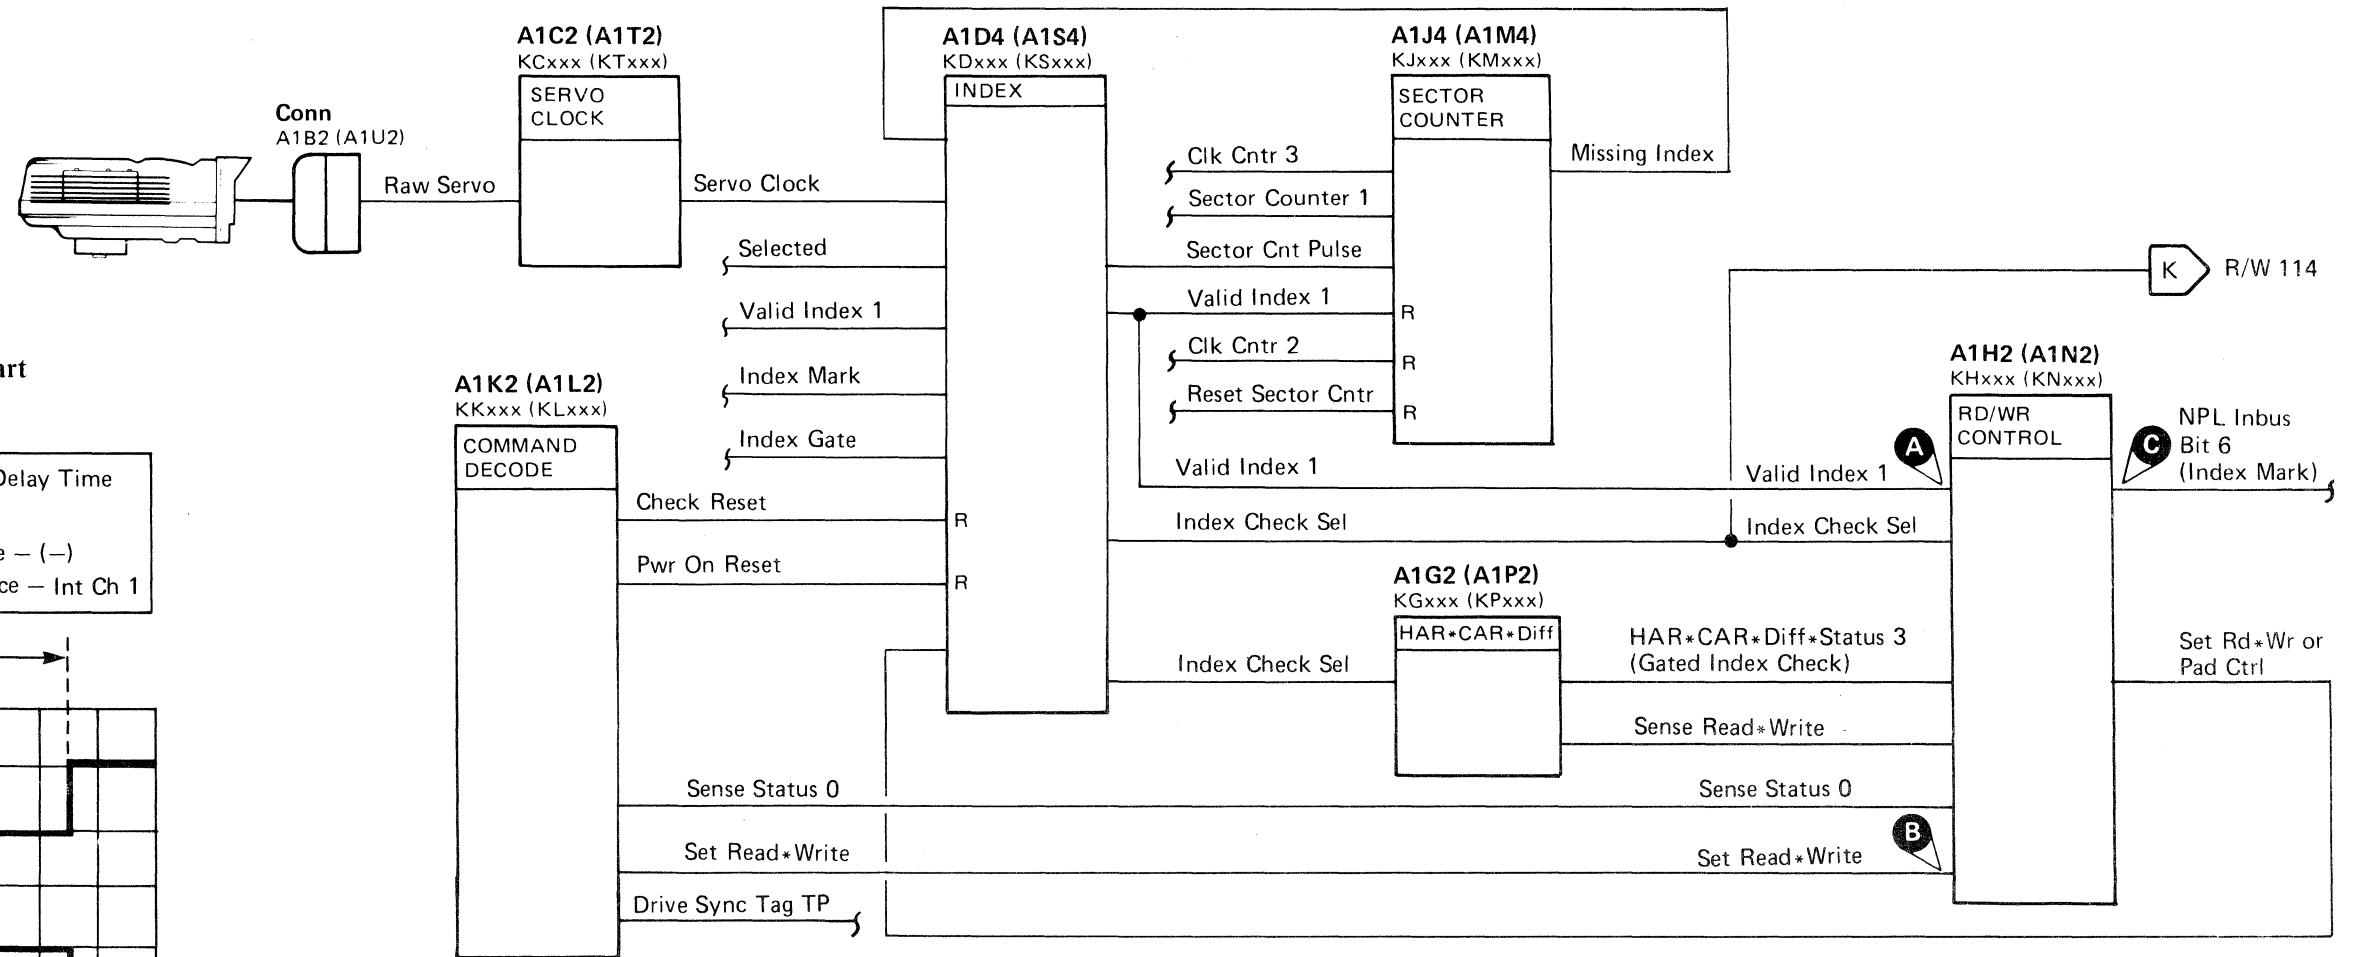 A1C2 (A1T2)
KCxxx (KTxxx)
SERVO
CLOCK
A1D4 (A1S4)
KDxxx (KSxxx)
INDEX
A1J4 (A1M4)
KJxxx (KMxxx)
SECTOR
COUNTER
Conn
A1B2 (A1U2)
Raw Servo
Servo Clock
Clk Cntr 3
Missing Index
Sector Counter 1
Selected
Sector Cnt Pulse
K
R/W 114
Valid Index 1
Valid Index 1
R
Clk Cntr 2
R
Index Mark
Reset Sector Cntr
R
Index Gate
A1K2 (A1L2)
KKxxx (KLxxx)
COMMAND
DECODE
A1H2 (A1N2)
KHxxx (KNxxx)
RD/WR
CONTROL
A
C
NPL Inbus
Bit 6
(Index Mark)
Valid Index 1
Valid Index 1
Check Reset
R
Index Check Sel
Index Check Sel
Pwr On Reset
R
A1G2 (A1P2)
KGxxx (KPxxx)
HAR*CAR*Diff
Index Check Sel
HAR*CAR*Diff*Status 3
(Gated Index Check)
Set Rd*Wr or
Pad Ctrl
Sense Read*Write
Sense Status 0
Sense Status 0
B
Set Read*Write
Set Read*Write
Drive Sync Tag TP
art
Delay Time
e – (–)
ce – Int Ch 1